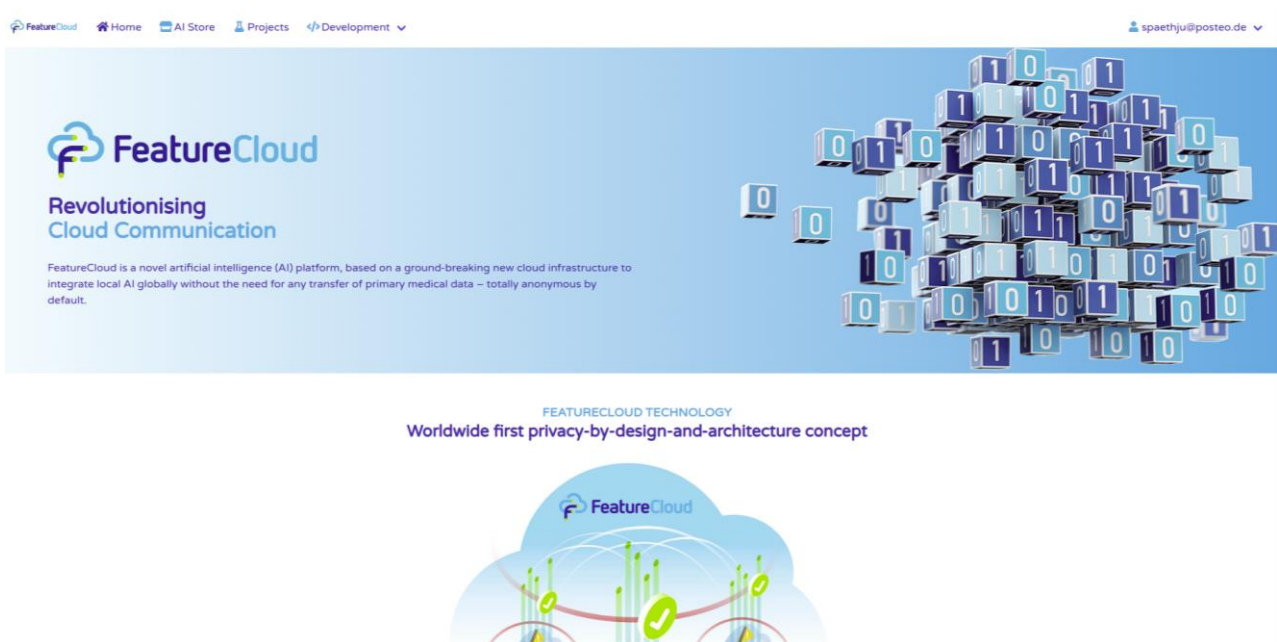 FeatureCloud Home AI Store Projects Development spaethju@posteo.de
FeatureCloud
Revolutionising
Cloud Communication
FeatureCloud is a novel artificial intelligence (AI) platform, based on a ground-breaking new cloud infrastructure to
integrate local AI globally without the need for any transfer of primary medical data – totally anonymous by
default.
FEATURECLOUD TECHNOLOGY
Worldwide first privacy-by-design-and-architecture concept
FeatureCloud